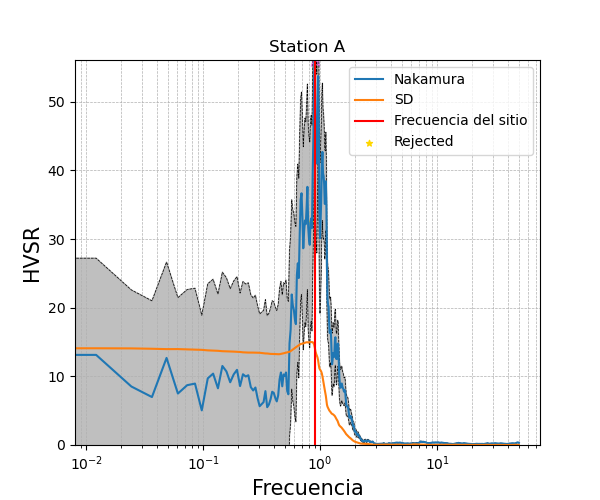 Station A
HVSR
50
40
30
20
10
0
Nakamura
SD
Frecuencia del sitio
Rejected
10⁻²
10⁻¹
10⁰
10¹
Frecuencia